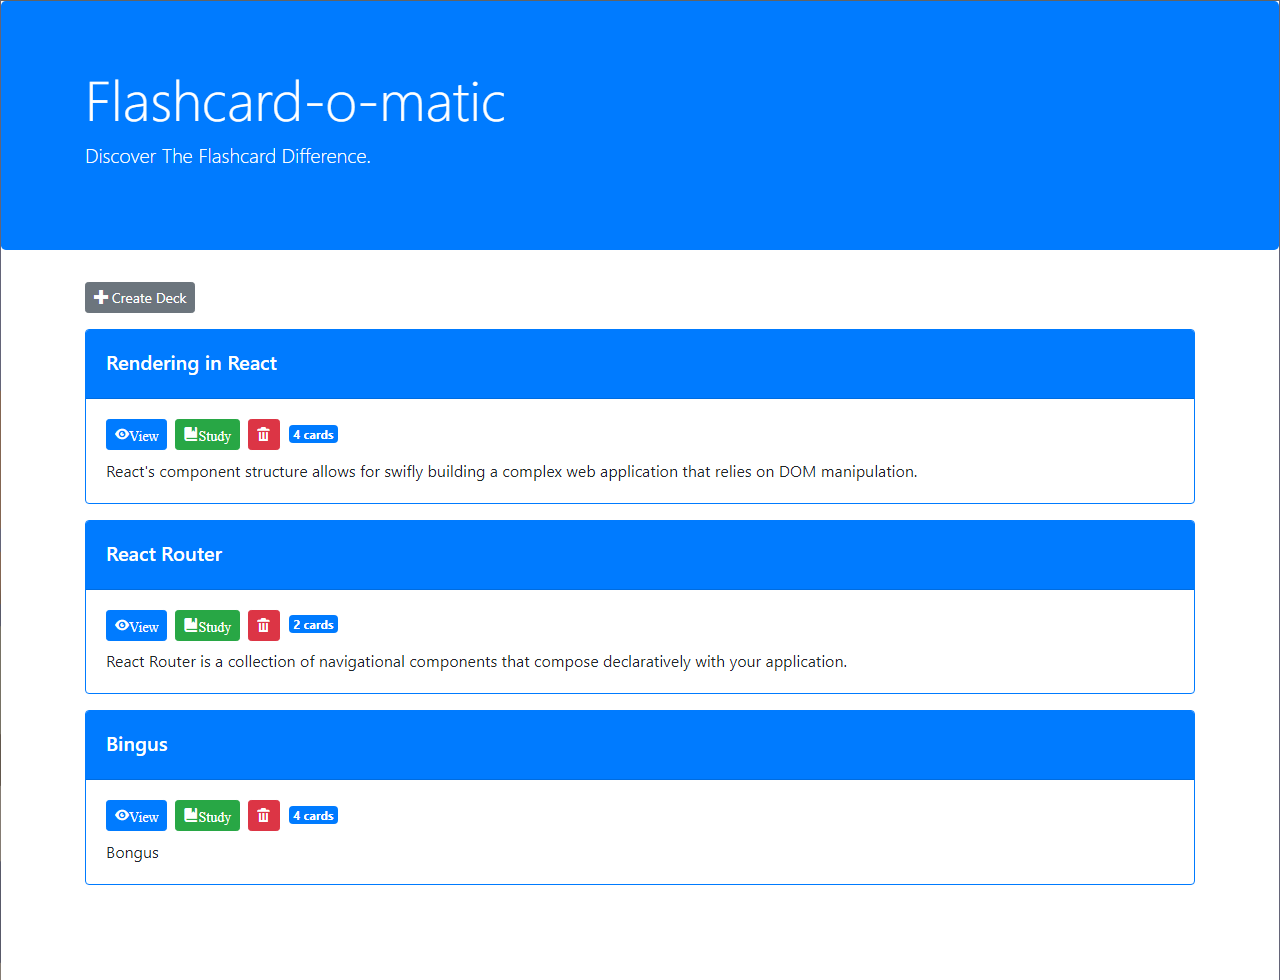 Flashcard-o-matic
Discover The Flashcard Difference.
Create Deck
Rendering in React
View Study 4 cards
React's component structure allows for swifly building a complex web application that relies on DOM manipulation.
React Router
View Study 2 cards
React Router is a collection of navigational components that compose declaratively with your application.
Bingus
View Study 4 cards
Bongus